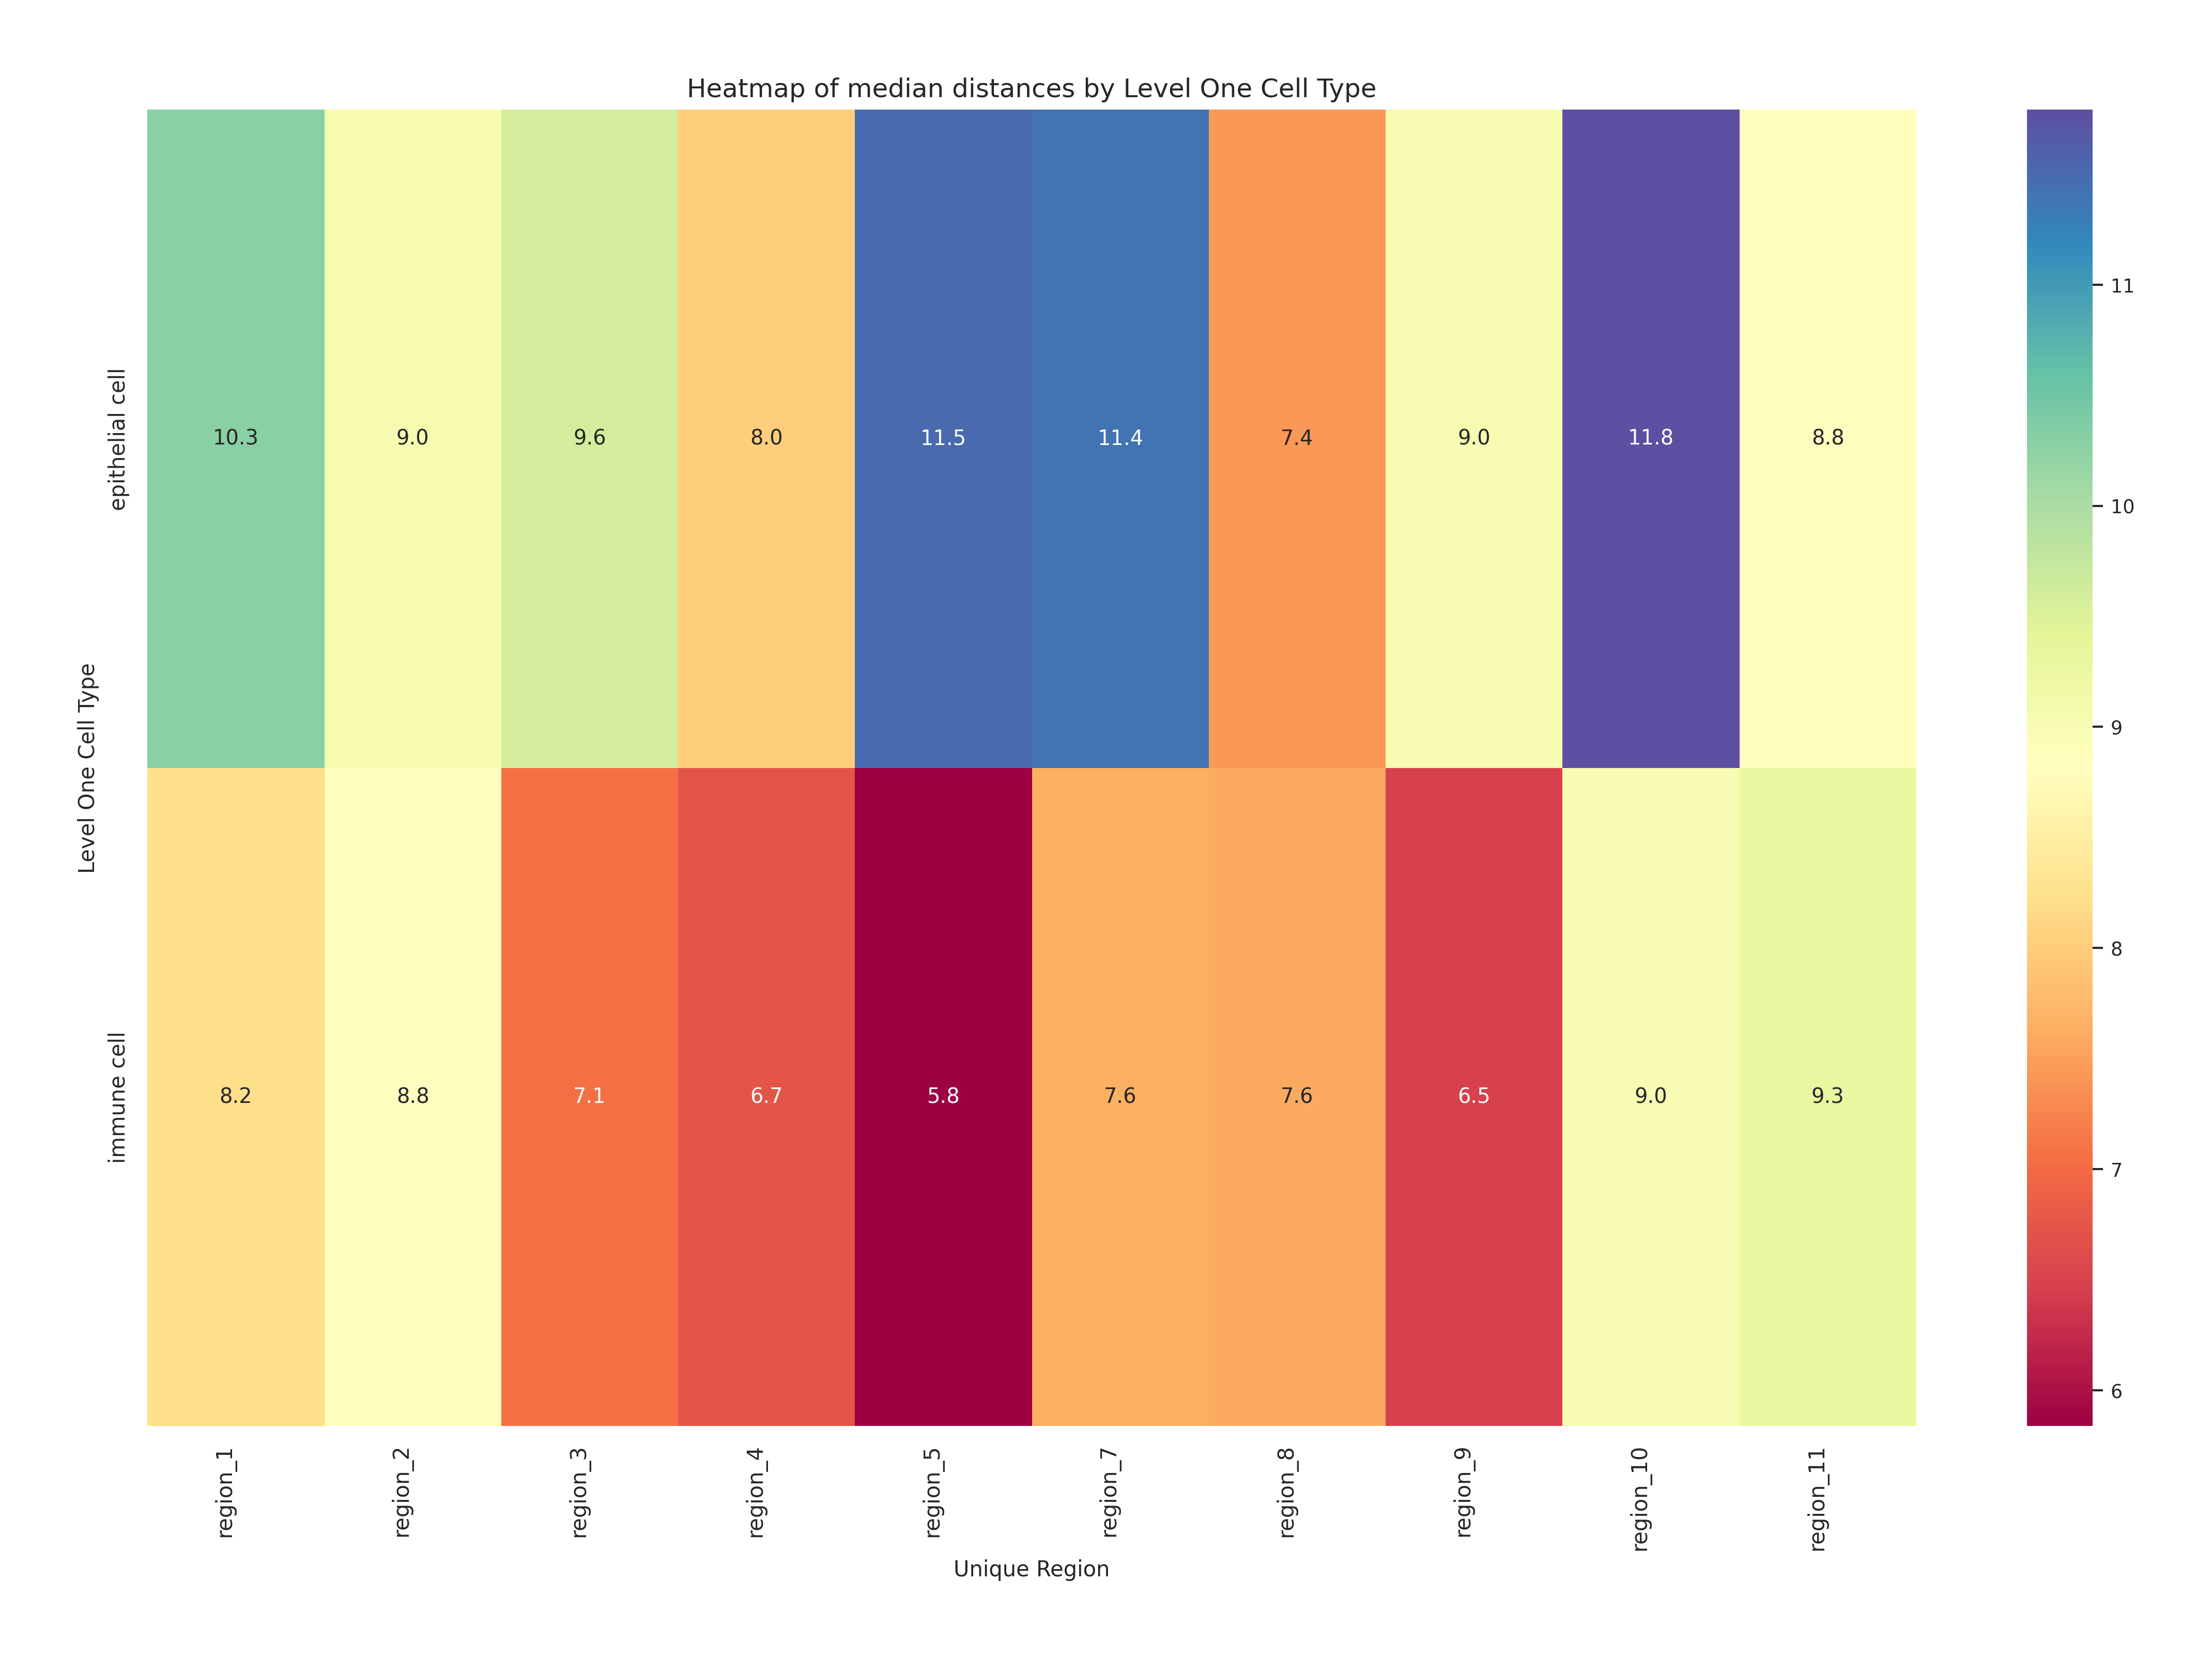 Heatmap of median distances by Level One Cell Type
Level One Cell Type
epithelial cell
10.3 9.0 9.6 8.0 11.5 11.4 7.4 9.0 11.8 8.8
immune cell
8.2 8.8 7.1 6.7 5.8 7.6 7.6 6.5 9.0 9.3
region_1 region_2 region_3 region_4 region_5 region_7 region_8 region_9 region_10 region_11
Unique Region
11
10
9
8
7
6